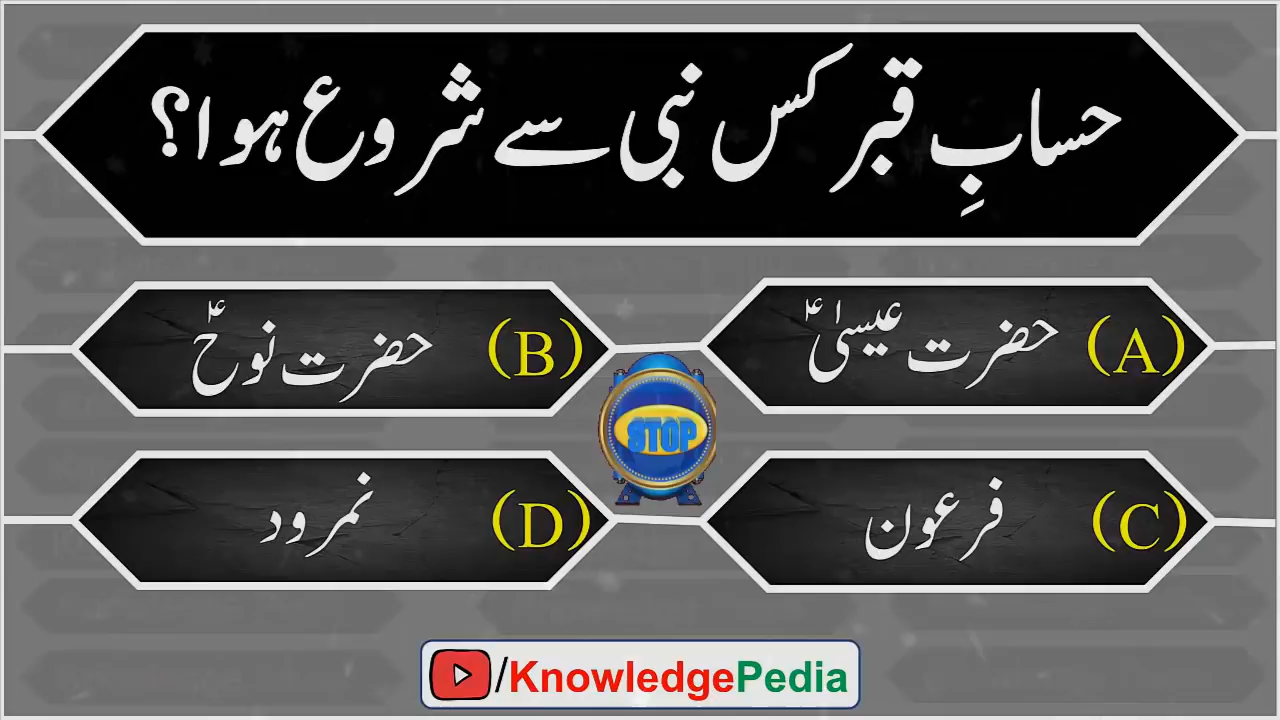 حسابِ قبر کس نبی سے شروع ہوا؟
(A) حضرت عیسیٰؑ
(B) حضرت نوحؑ
(C) فرعون
(D) نمرود
STOP
/KnowledgePedia